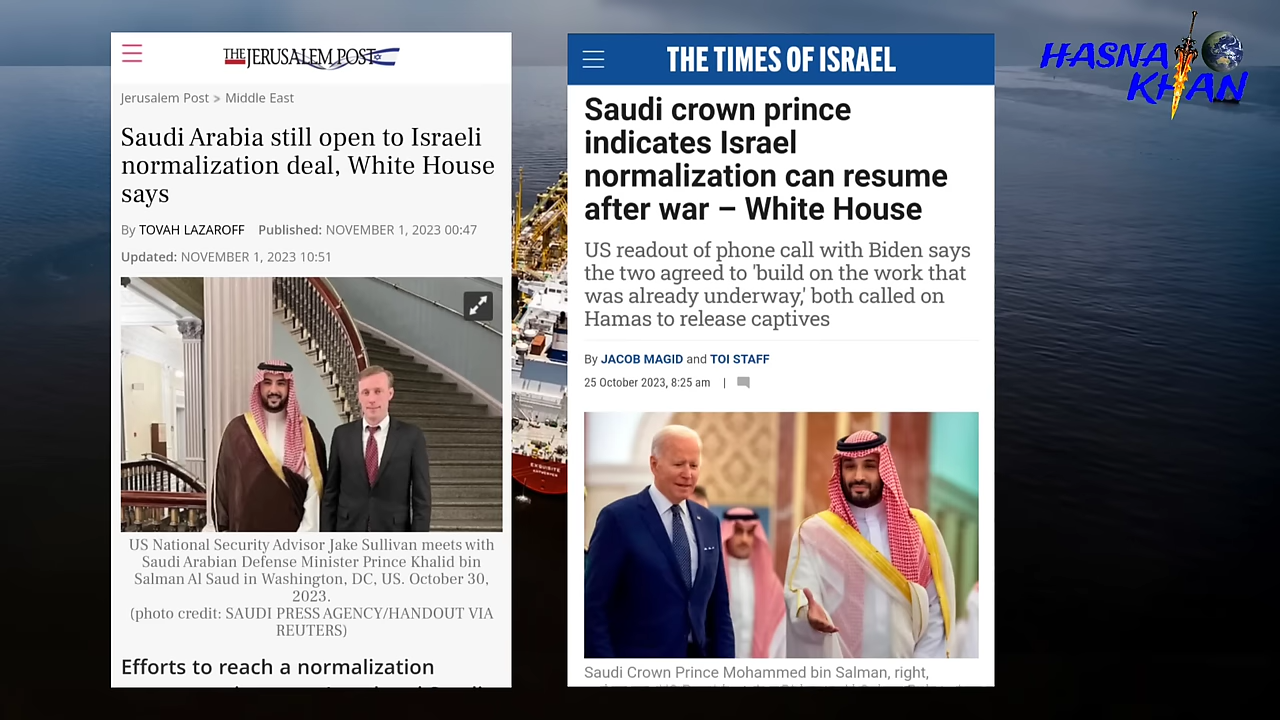 THE JERUSALEM POST
Jerusalem Post > Middle East
Saudi Arabia still open to Israeli
normalization deal, White House
says
By TOVAH LAZAROFF Published: NOVEMBER 1, 2023 00:47
Updated: NOVEMBER 1, 2023 10:51
EXQUISITE
US National Security Advisor Jake Sullivan meets with
Saudi Arabian Defense Minister Prince Khalid bin
Salman Al Saud in Washington, DC, US. October 30,
2023.
(photo credit: SAUDI PRESS AGENCY/HANDOUT VIA
REUTERS)
Efforts to reach a normalization
THE TIMES OF ISRAEL
Saudi crown prince
indicates Israel
normalization can resume
after war – White House
US readout of phone call with Biden says
the two agreed to 'build on the work that
was already underway,' both called on
Hamas to release captives
By JACOB MAGID and TOI STAFF
25 October 2023, 8:25 am |
Saudi Crown Prince Mohammed bin Salman, right,
HASNA
KHAN